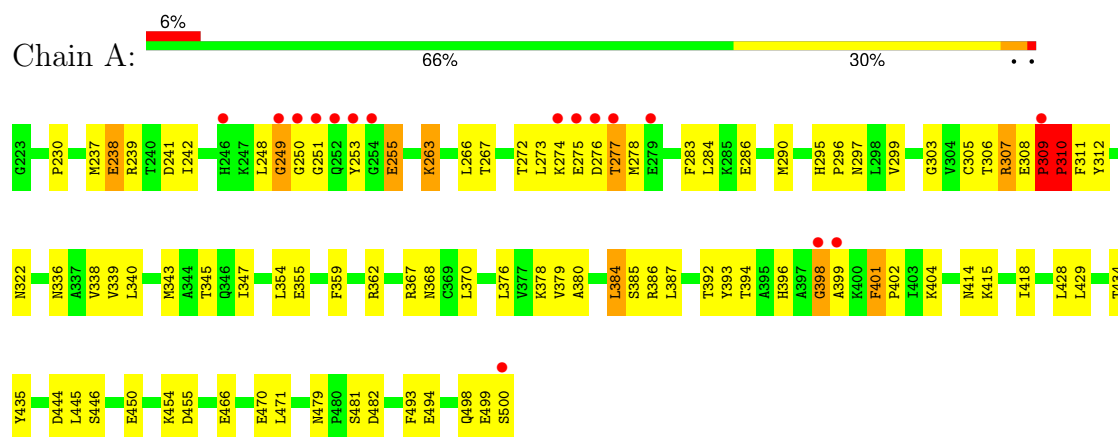 6%
Chain A:
66% 30% • •
G223 P230 M237 E238 R239 T240 D241 I242 H246 K247 L248 G249 G250 G251 Q252 Y253 G254 E255 K263 L266 T267 T272 L273 K274 E275 D276 T277 M278 E279 F283 L284 K285 E286 M290 H295 P296 N297 L298 V299 G303 V304 C305 T306 R307 E308 P309 P310 F311 Y312
N322 N336 A337 V338 V339 L340 M343 A344 T345 Q346 I347 L354 E355 F359 R362 R367 N368 C369 L370 L376 V377 K378 V379 A380 L384 S385 R386 L387 T392 Y393 T394 A395 H396 A397 G398 A399 K400 F401 P402 I403 K404 N414 K415 I418 L428 L429 T434
Y435 D444 L445 S446 E450 K454 D455 E466 E470 L471 N479 P480 S481 D482 F493 E494 Q498 E499 S500